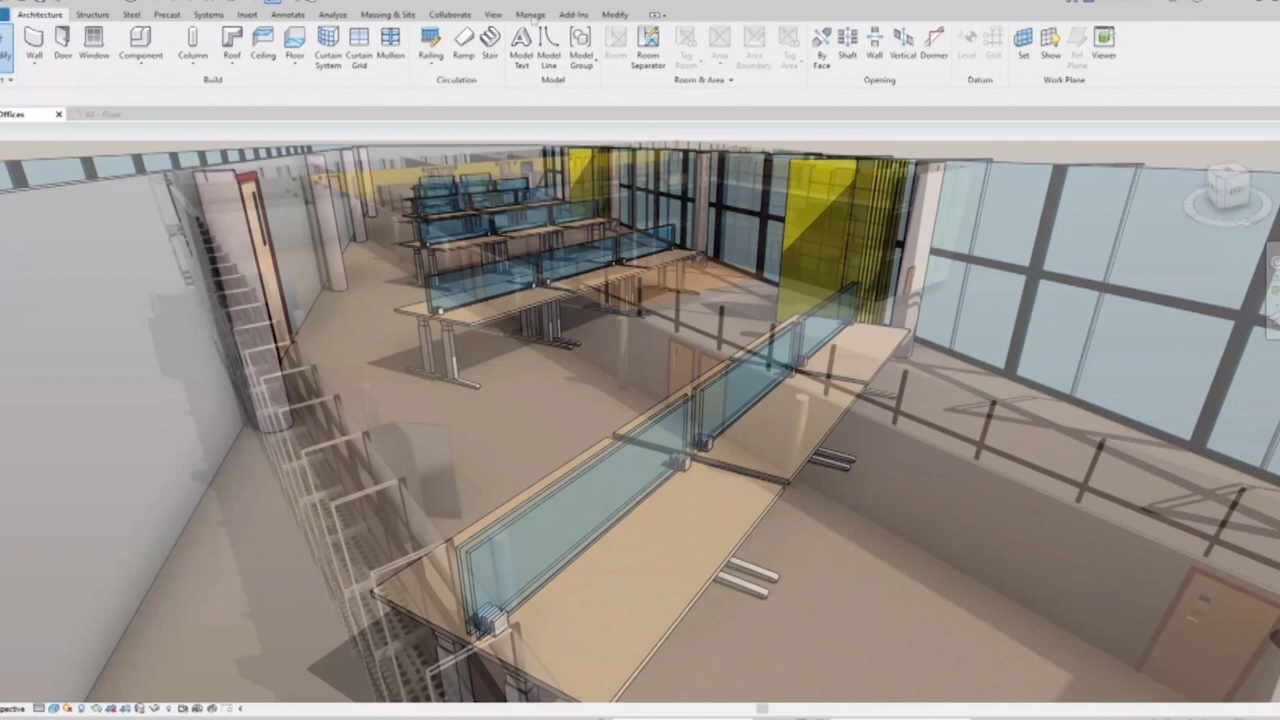 Architecture Structure Steel Precast Systems Insert Annotate Analyze Massing & Site Collaborate View Manage Add-Ins Modify
Wall Door Window Component Column Roof Ceiling Floor Curtain System Curtain Grid Mullion Railing Ramp Stair Model Text Model Line Model Group Room Room Separator Tag Room Area Area Boundary Tag Area By Face Shaft Wall Vertical Dormer Level Grid Set Show Ref Plane Viewer
Build Circulation Model Room & Area Opening Datum Work Plane
Offices 03 - Floor
spective